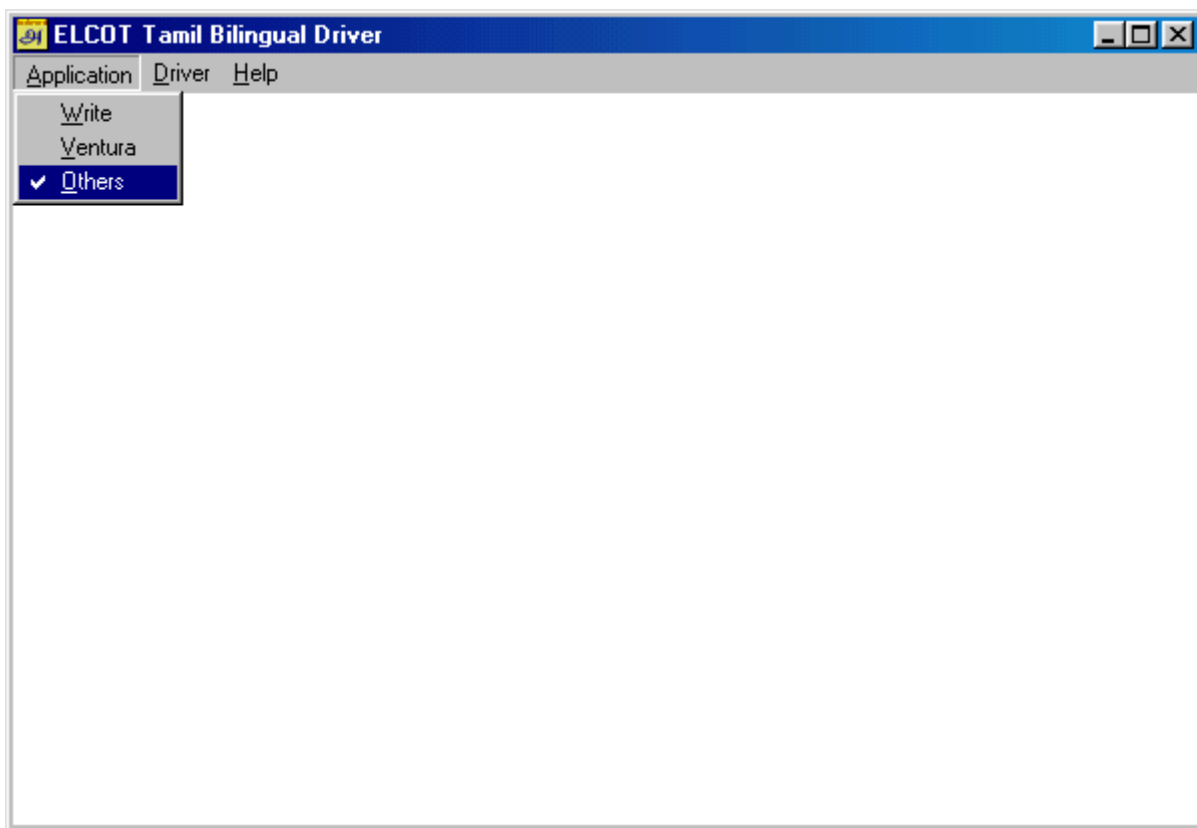 அ ELCOT Tamil Bilingual Driver
Application Driver Help
Write
Ventura
Others